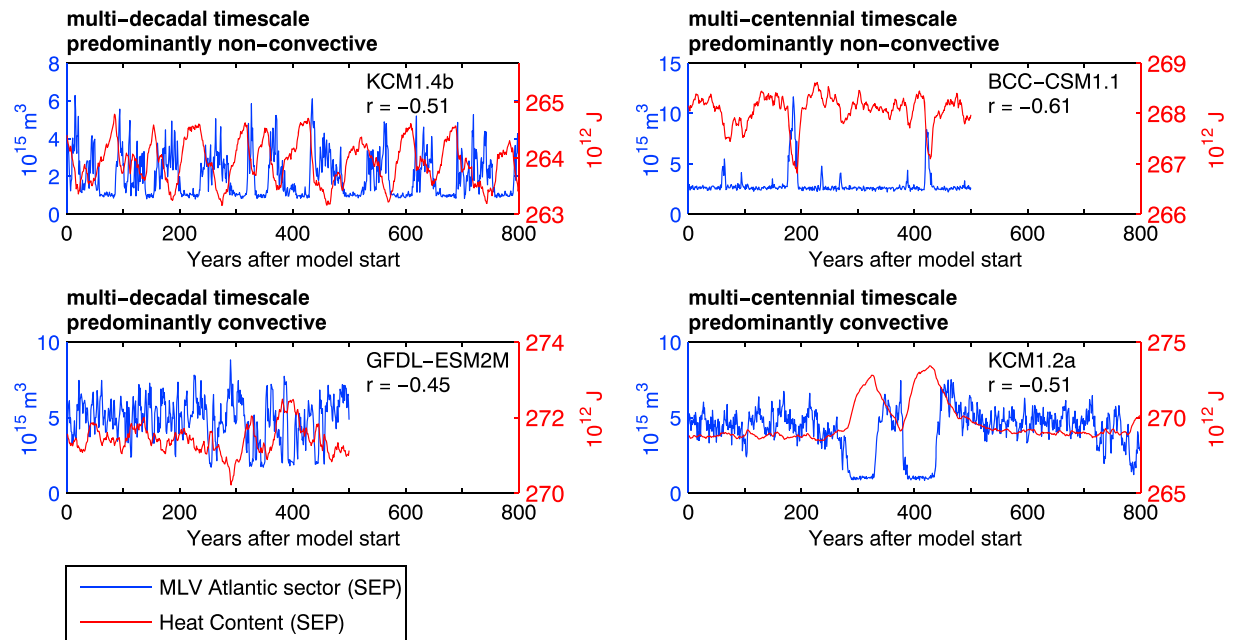 multi−decadal timescale
predominantly non−convective
8
6
4
2
0
10^15 m^3
KCM1.4b
r = −0.51
265
264
263
10^12 J
0 200 400 600 800
Years after model start
multi−centennial timescale
predominantly non−convective
15
10
5
0
10^15 m^3
BCC−CSM1.1
r = −0.61
269
268
267
266
10^12 J
0 200 400 600 800
Years after model start
multi−decadal timescale
predominantly convective
10
5
0
10^15 m^3
GFDL−ESM2M
r = −0.45
274
272
270
10^12 J
0 200 400 600 800
Years after model start
multi−centennial timescale
predominantly convective
10
5
0
10^15 m^3
KCM1.2a
r = −0.51
275
270
265
10^12 J
0 200 400 600 800
Years after model start
MLV Atlantic sector (SEP)
Heat Content (SEP)